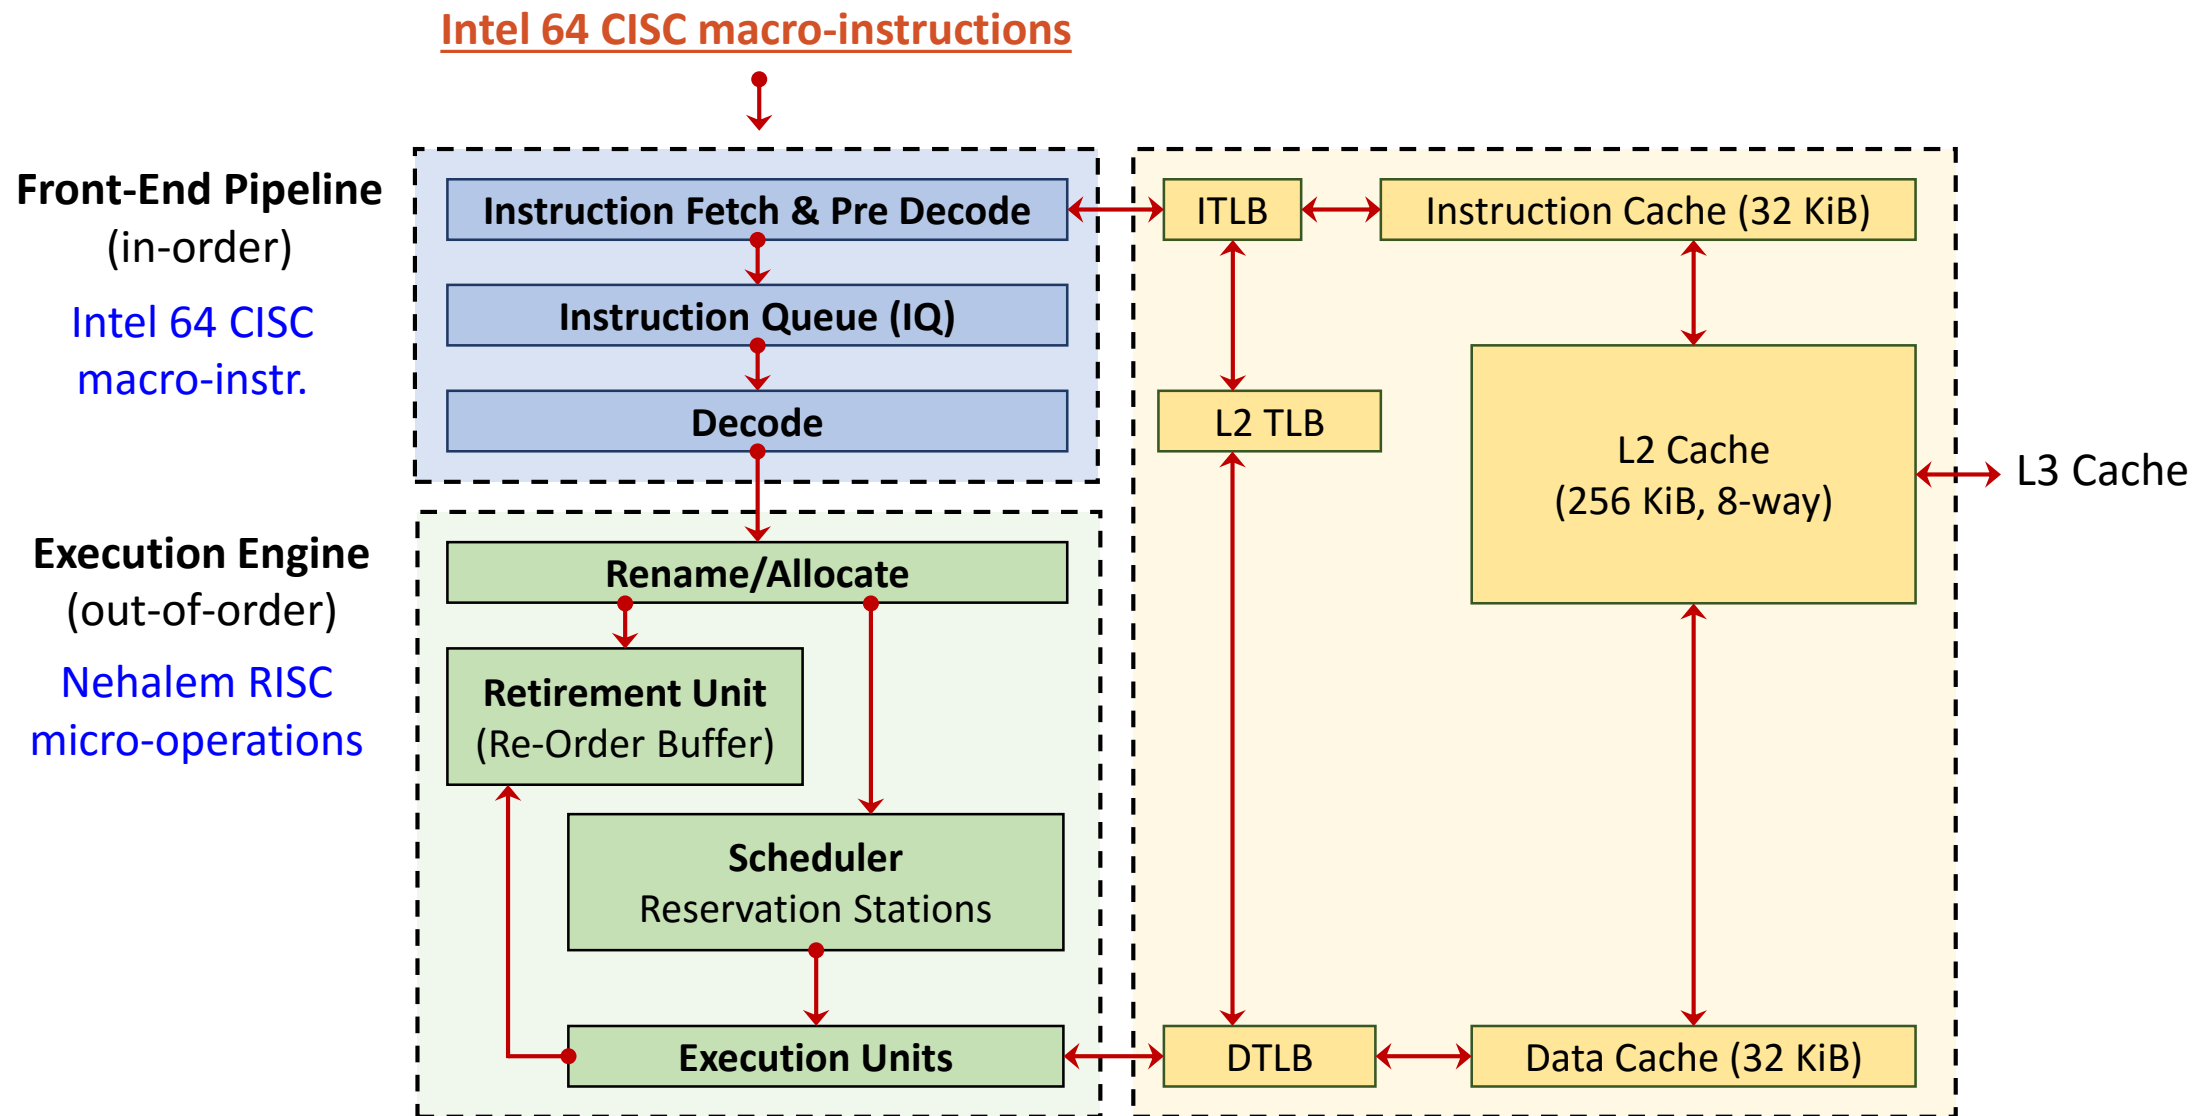 Intel 64 CISC macro-instructions
Front-End Pipeline
(in-order)
Intel 64 CISC
macro-instr.
Instruction Fetch & Pre Decode
Instruction Queue (IQ)
Decode
ITLB
Instruction Cache (32 KiB)
L2 TLB
L2 Cache
(256 KiB, 8-way)
L3 Cache
Execution Engine
(out-of-order)
Nehalem RISC
micro-operations
Rename/Allocate
Retirement Unit
(Re-Order Buffer)
Scheduler
Reservation Stations
Execution Units
DTLB
Data Cache (32 KiB)